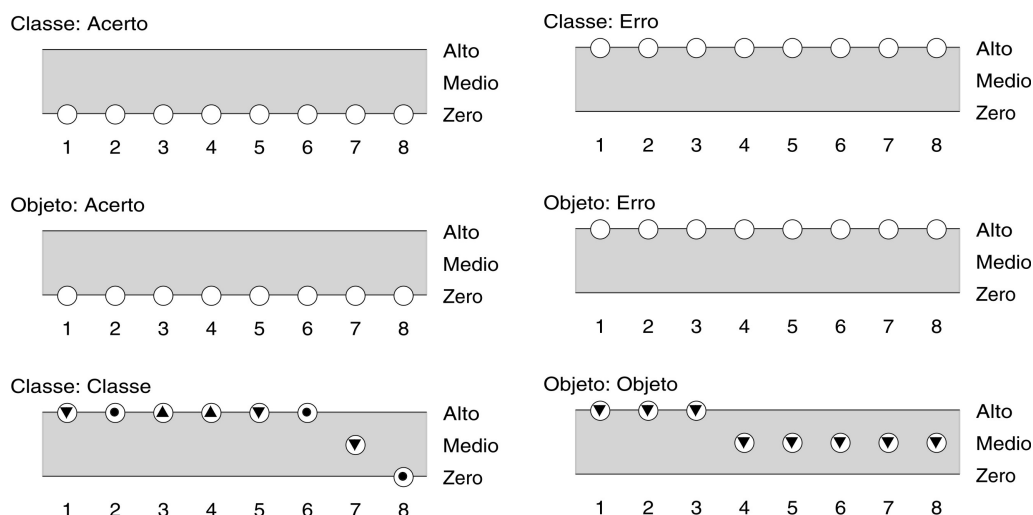 Classe: Acerto
Alto
Medio
Zero
1 2 3 4 5 6 7 8
Classe: Erro
Alto
Medio
Zero
1 2 3 4 5 6 7 8
Objeto: Acerto
Alto
Medio
Zero
1 2 3 4 5 6 7 8
Objeto: Erro
Alto
Medio
Zero
1 2 3 4 5 6 7 8
Classe: Classe
Alto
Medio
Zero
1 2 3 4 5 6 7 8
Objeto: Objeto
Alto
Medio
Zero
1 2 3 4 5 6 7 8